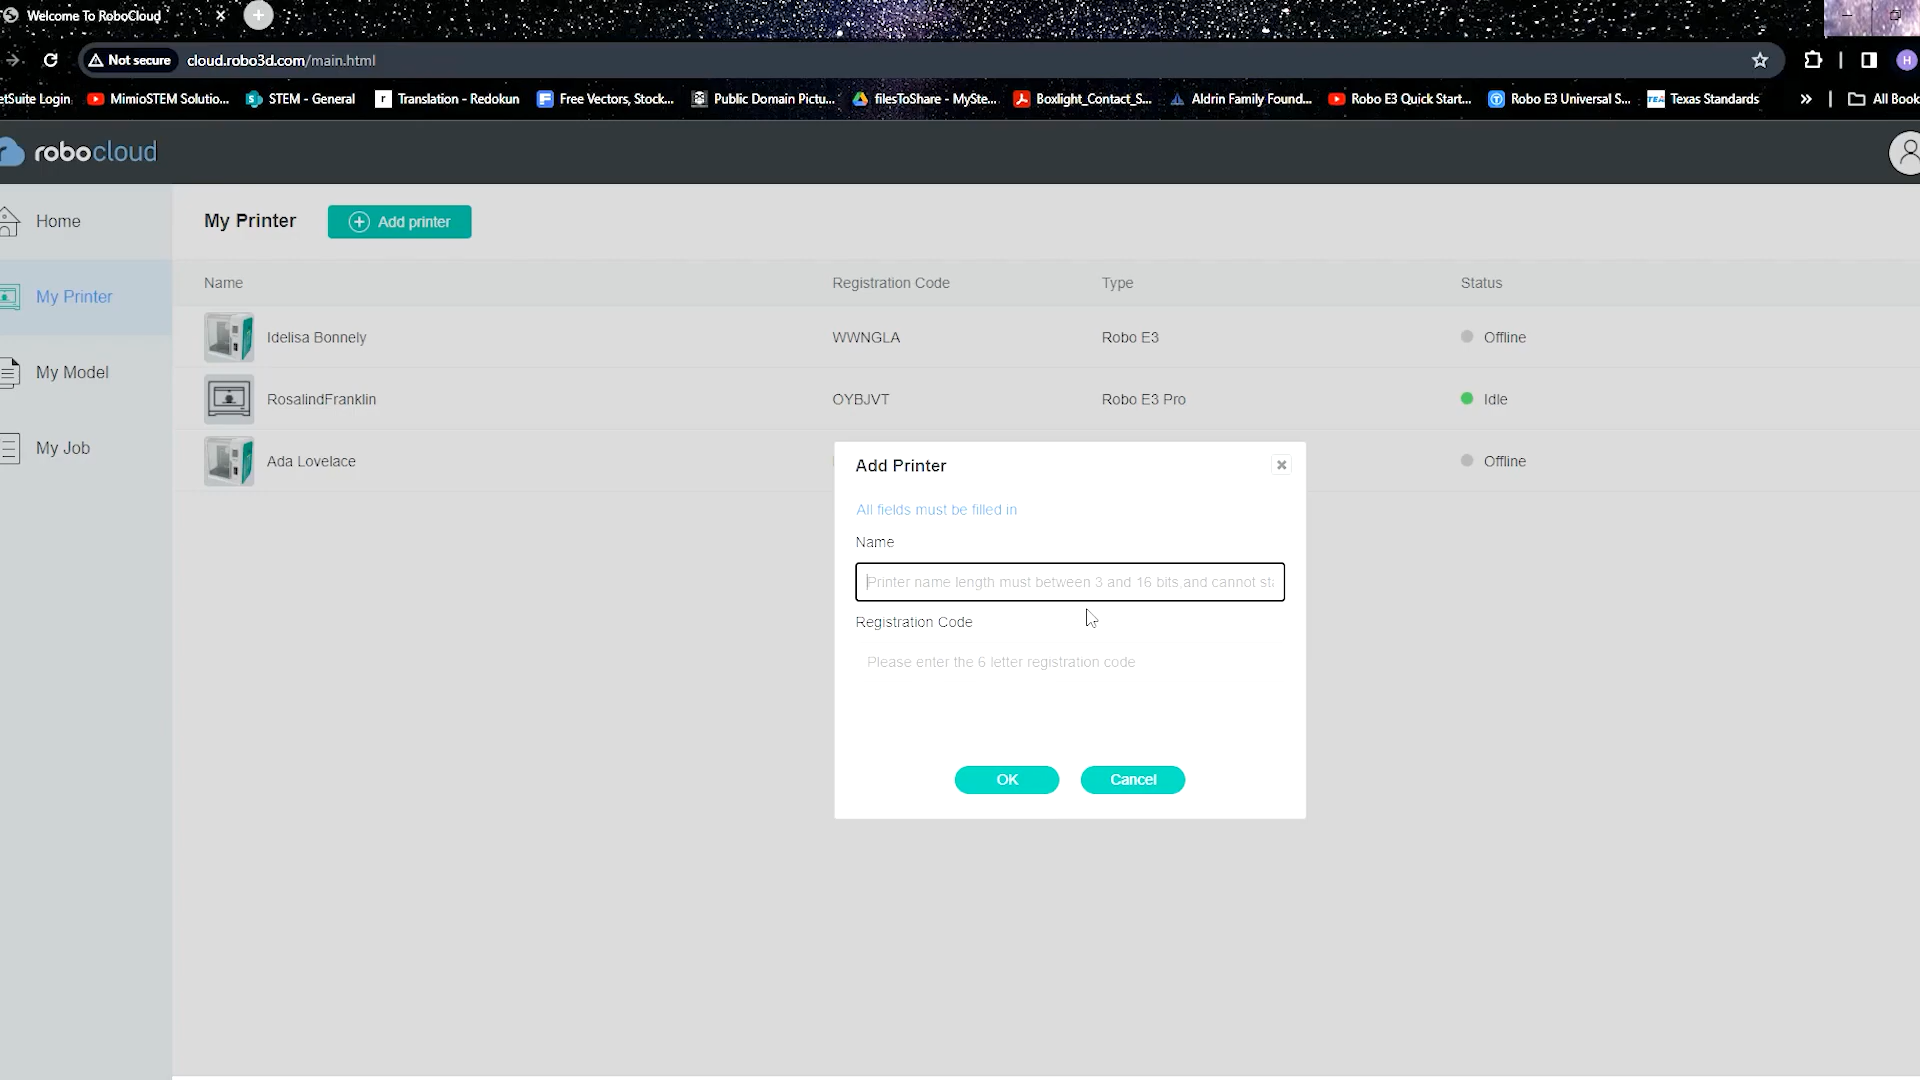 Welcome To RoboCloud
Not secure cloud.robo3d.com/main.html
H
etSuite Login MimioSTEM Solutio... STEM - General Translation - Redokun Free Vectors, Stock... Public Domain Pictu... filesToShare - MySte... Boxlight_Contact_S... Aldrin Family Found... Robo E3 Quick Start... Robo E3 Universal S... TEA Texas Standards » All Book
robocloud
Home
My Printer
My Model
My Job
My Printer Add printer
Name Registration Code Type Status
Idelisa Bonnely WWNGLA Robo E3 Offline
RosalindFranklin OYBJVT Robo E3 Pro Idle
Ada Lovelace Offline
Add Printer
All fields must be filled in
Name
Printer name length must between 3 and 16 bits,and cannot sta
Registration Code
Please enter the 6 letter registration code
OK Cancel